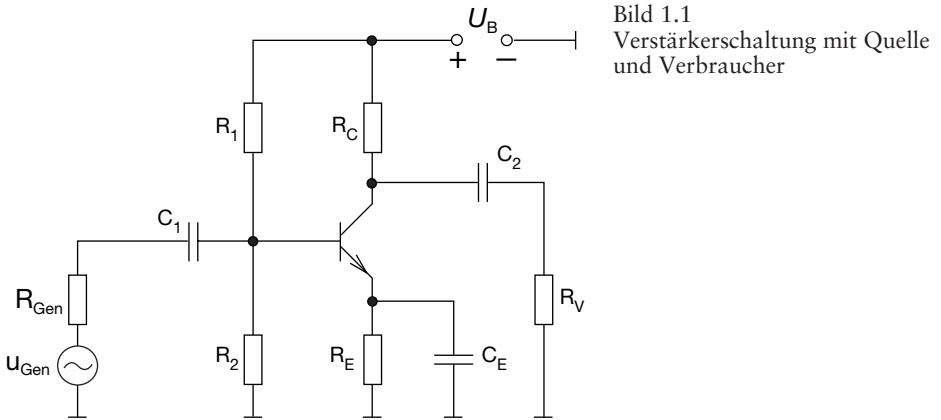 Bild 1.1
Verstärkerschaltung mit Quelle
und Verbraucher
U_B
+ −
R_1
R_C
C_2
C_1
R_Gen
R_V
u_Gen
R_2
R_E
C_E